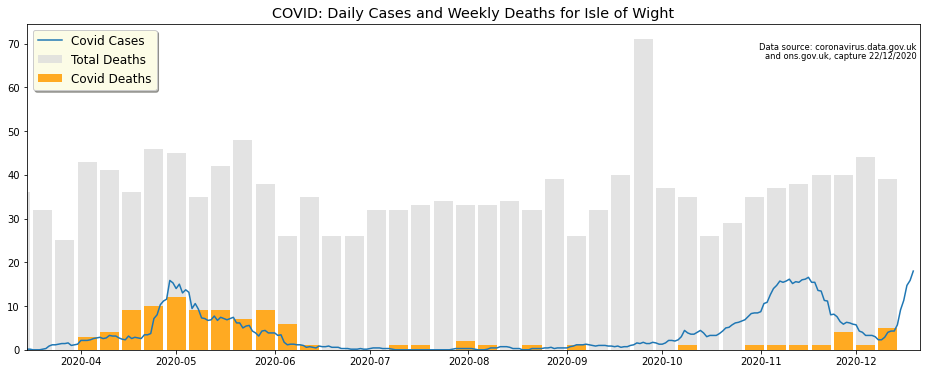 COVID: Daily Cases and Weekly Deaths for Isle of Wight
Covid Cases
Total Deaths
Covid Deaths
Data source: coronavirus.data.gov.uk
and ons.gov.uk, capture 22/12/2020
70
60
50
40
30
20
10
0
2020-04 2020-05 2020-06 2020-07 2020-08 2020-09 2020-10 2020-11 2020-12